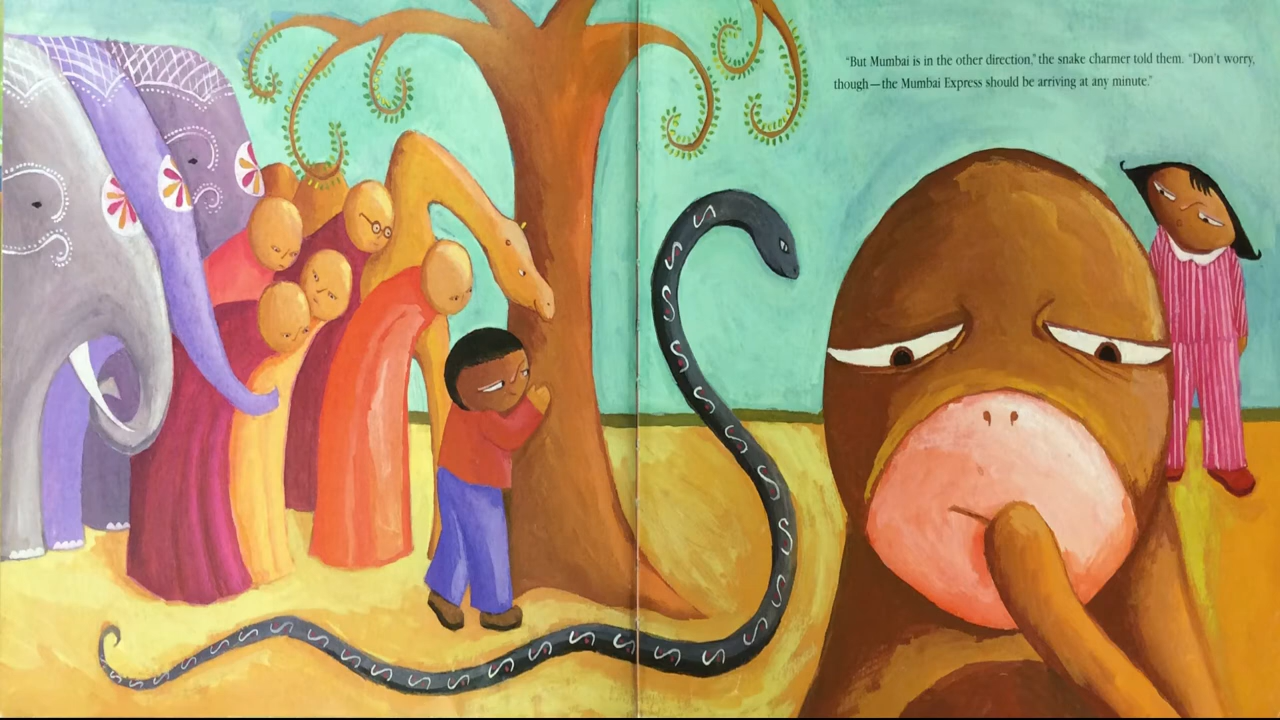 “But Mumbai is in the other direction,” the snake charmer told them. “Don’t worry,
though—the Mumbai Express should be arriving at any minute.”